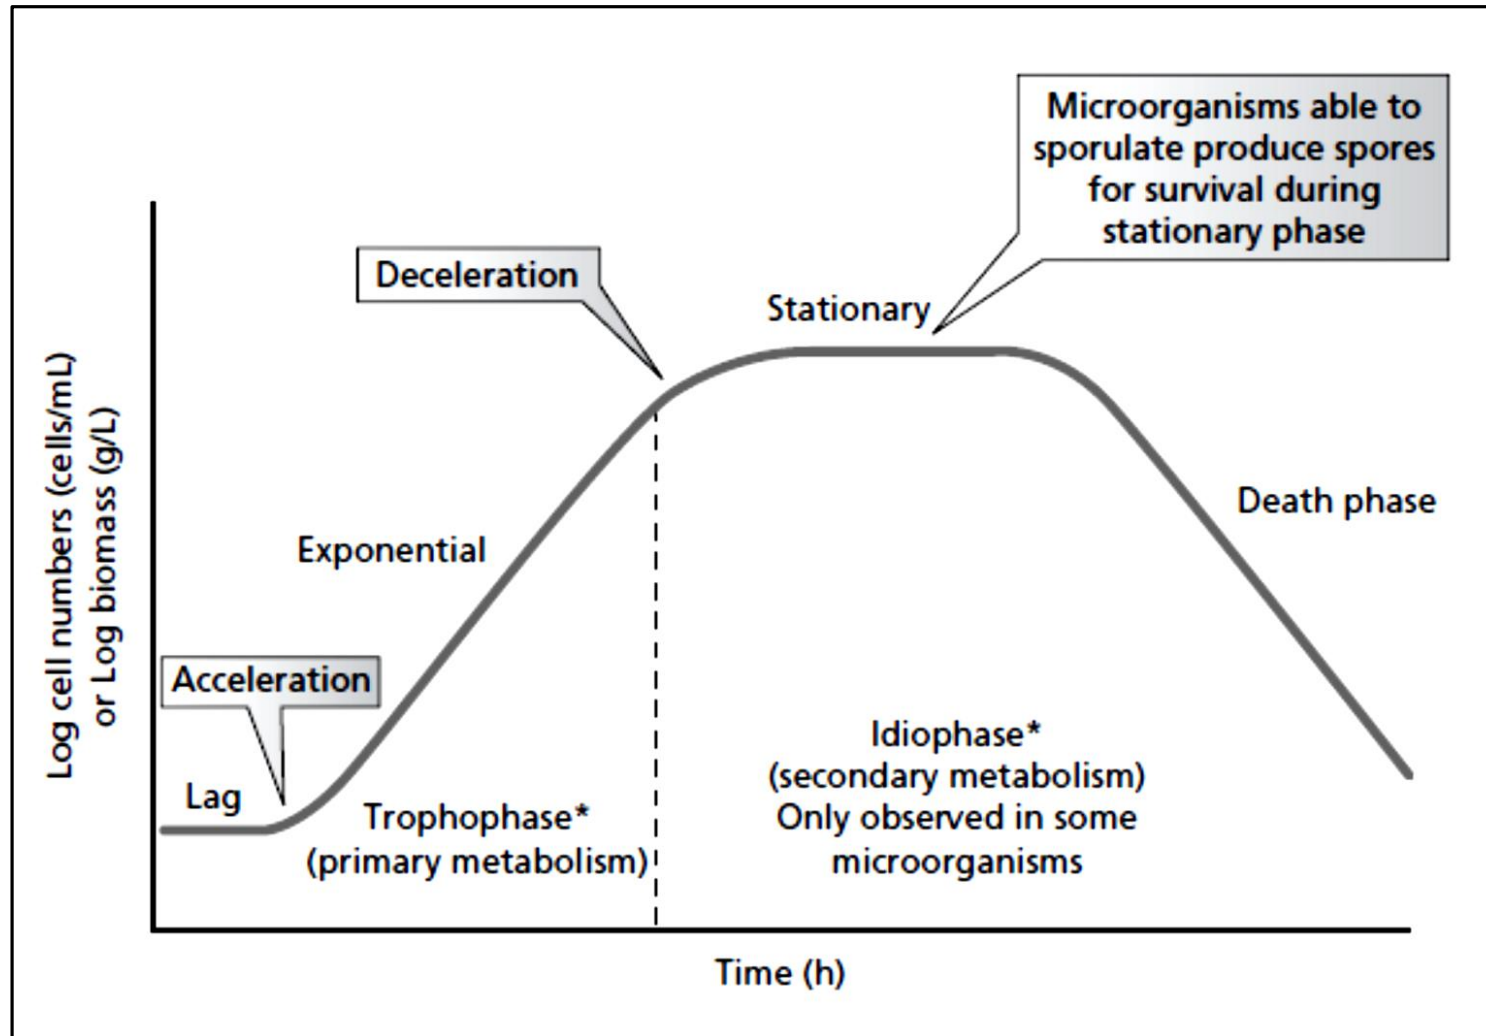 Microorganisms able to
sporulate produce spores
for survival during
stationary phase
Deceleration
Stationary
Log cell numbers (cells/mL)
or Log biomass (g/L)
Exponential
Death phase
Acceleration
Lag
Trophophase*
(primary metabolism)
Idiophase*
(secondary metabolism)
Only observed in some
microorganisms
Time (h)